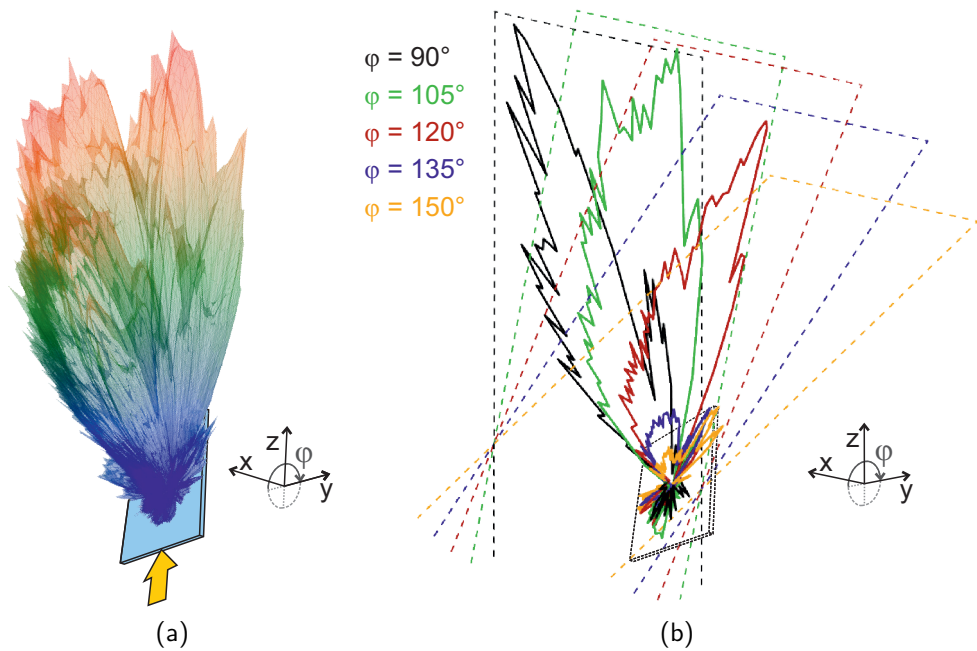 φ = 90°
φ = 105°
φ = 120°
φ = 135°
φ = 150°
z
φ
x
y
z
φ
x
y
(a)
(b)